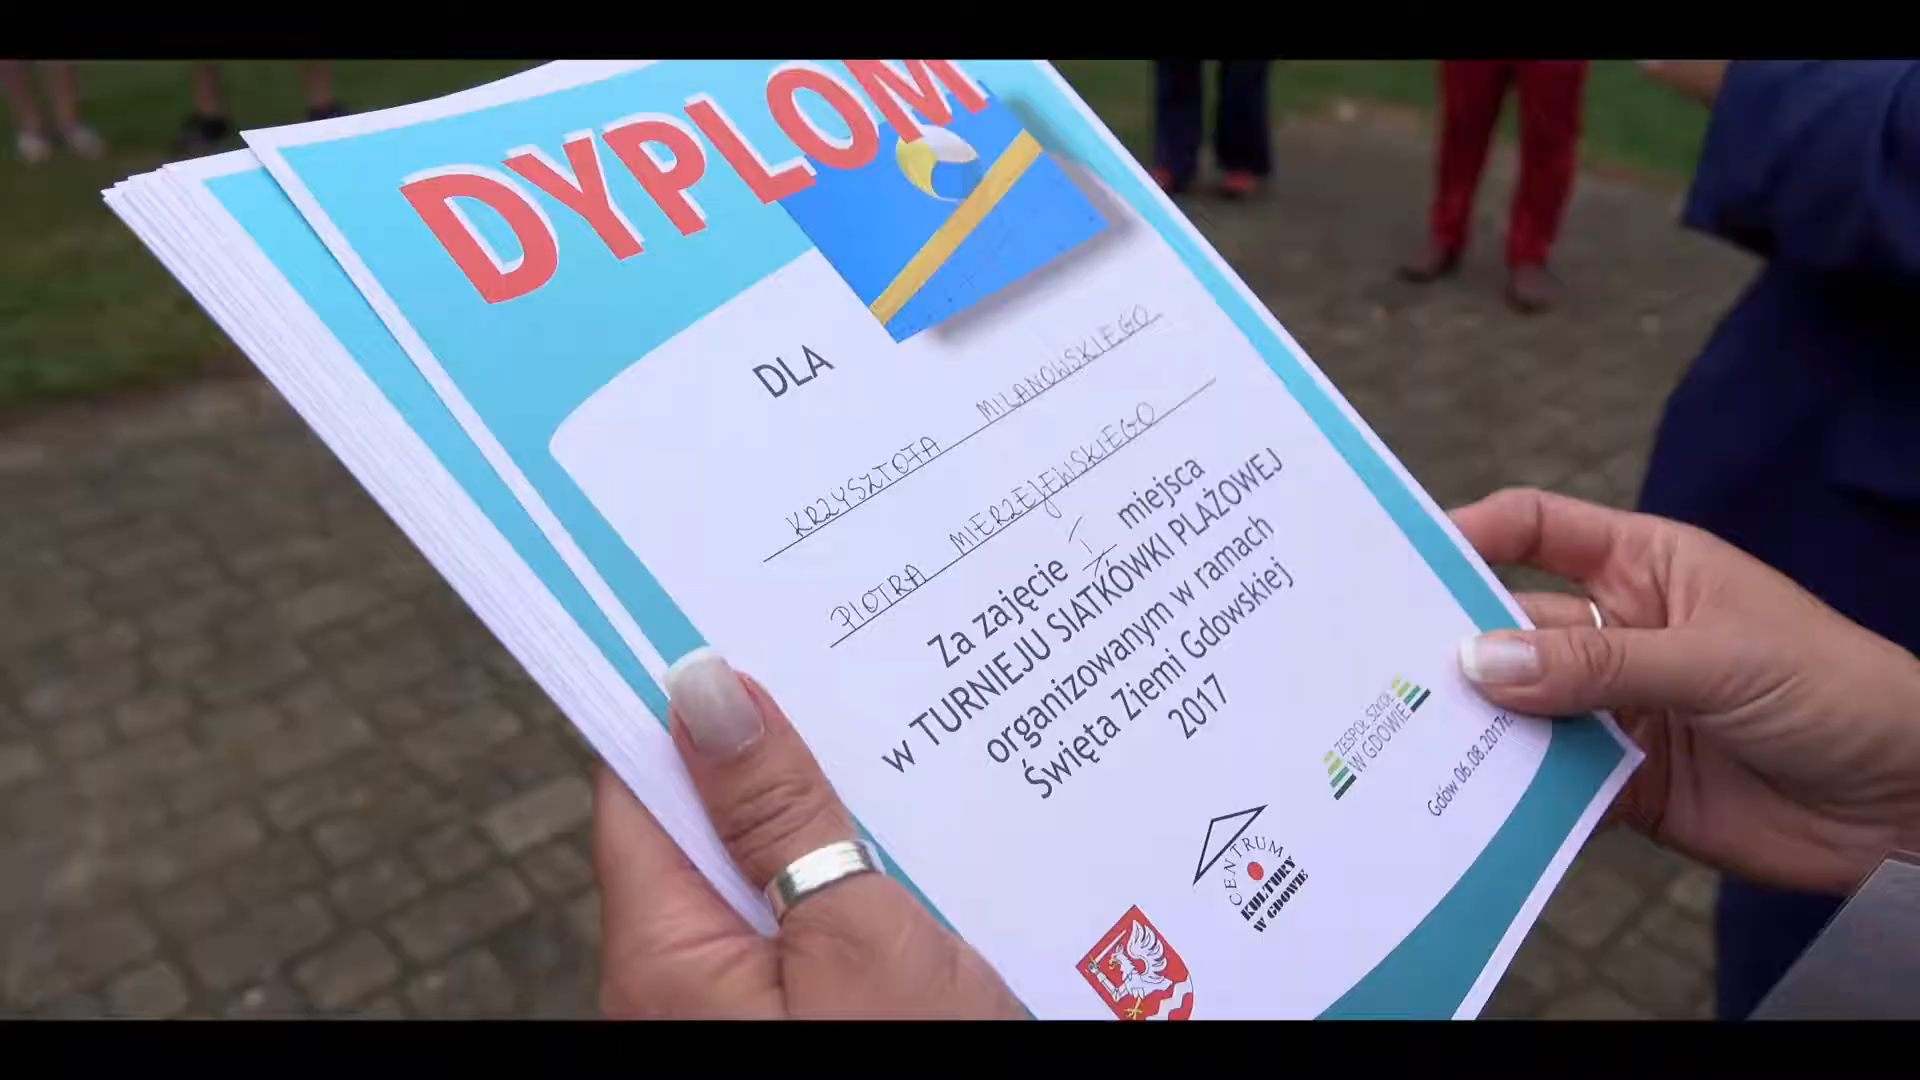 DYPLOM
DLA
KRZYSZTOFA MILANOWSKIEGO
PIOTRA MIERZEJEWSKIEGO
Za zajęcie I miejsca
w TURNIEJU SIATKÓWKI PLAŻOWEJ
organizowanym w ramach
Święta Ziemi Gdowskiej
2017
ZESPÓŁ SZKÓŁ
W GDOWIE
Gdów 06.08.2017r.
CENTRUM
KULTURY
W GDOWIE